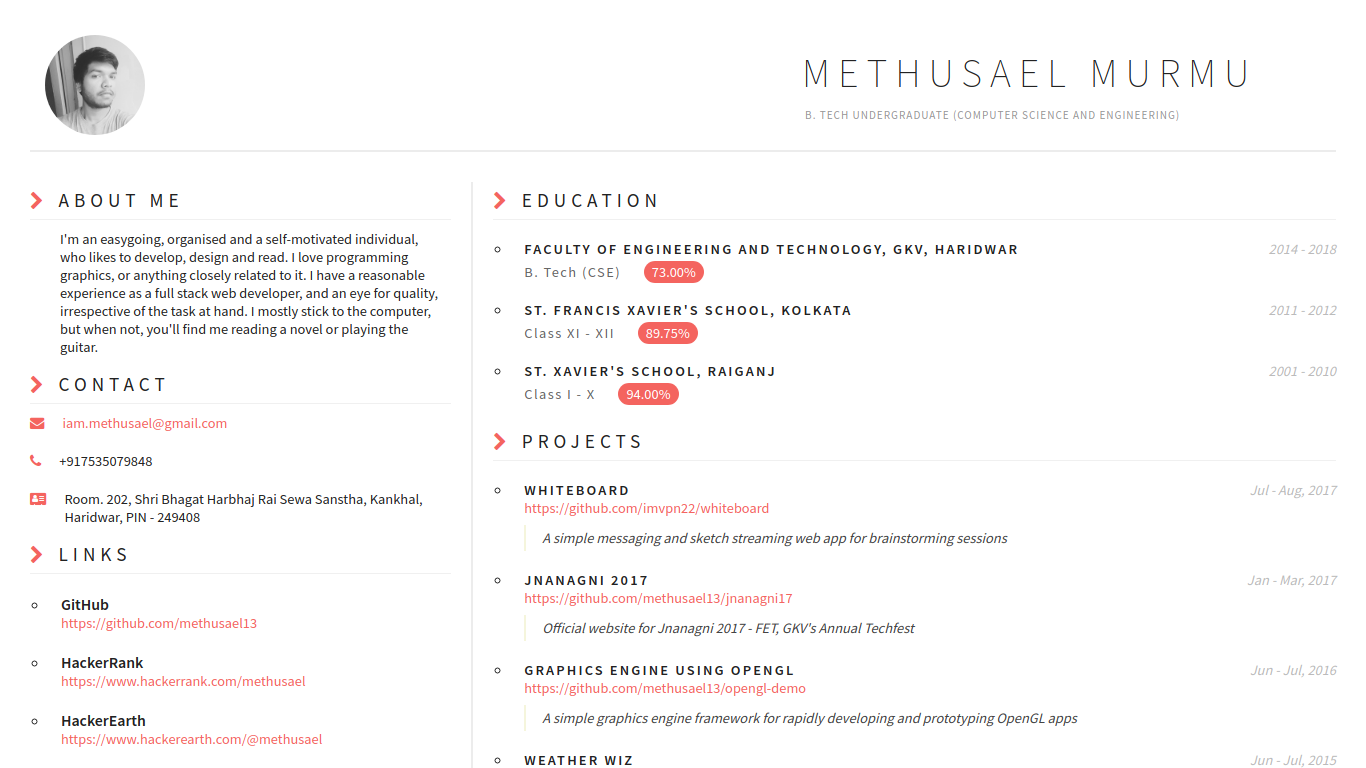 METHUSAEL MURMU
B. TECH UNDERGRADUATE (COMPUTER SCIENCE AND ENGINEERING)
ABOUT ME
I'm an easygoing, organised and a self-motivated individual,
who likes to develop, design and read. I love programming
graphics, or anything closely related to it. I have a reasonable
experience as a full stack web developer, and an eye for quality,
irrespective of the task at hand. I mostly stick to the computer,
but when not, you'll find me reading a novel or playing the
guitar.
CONTACT
iam.methusael@gmail.com
+917535079848
Room. 202, Shri Bhagat Harbhaj Rai Sewa Sanstha, Kankhal,
Haridwar, PIN - 249408
LINKS
GitHub
https://github.com/methusael13
HackerRank
https://www.hackerrank.com/methusael
HackerEarth
https://www.hackerearth.com/@methusael
EDUCATION
FACULTY OF ENGINEERING AND TECHNOLOGY, GKV, HARIDWAR 2014 - 2018
B. Tech (CSE) 73.00%
ST. FRANCIS XAVIER'S SCHOOL, KOLKATA 2011 - 2012
Class XI - XII 89.75%
ST. XAVIER'S SCHOOL, RAIGANJ 2001 - 2010
Class I - X 94.00%
PROJECTS
WHITEBOARD Jul - Aug, 2017
https://github.com/imvpn22/whiteboard
A simple messaging and sketch streaming web app for brainstorming sessions
JNANAGNI 2017 Jan - Mar, 2017
https://github.com/methusael13/jnanagni17
Official website for Jnanagni 2017 - FET, GKV's Annual Techfest
GRAPHICS ENGINE USING OPENGL Jun - Jul, 2016
https://github.com/methusael13/opengl-demo
A simple graphics engine framework for rapidly developing and prototyping OpenGL apps
WEATHER WIZ Jun - Jul, 2015